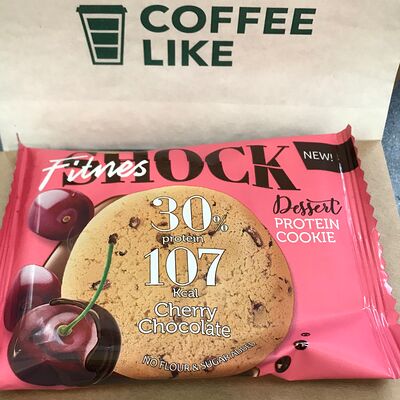 COFFEE
LIKE
Fitnes
SHOCK
NEW!
Dessert
PROTEIN
COOKIE
30%
protein
107
Kcal
Cherry
Chocolate
NO FLOUR & SUGAR ADDED